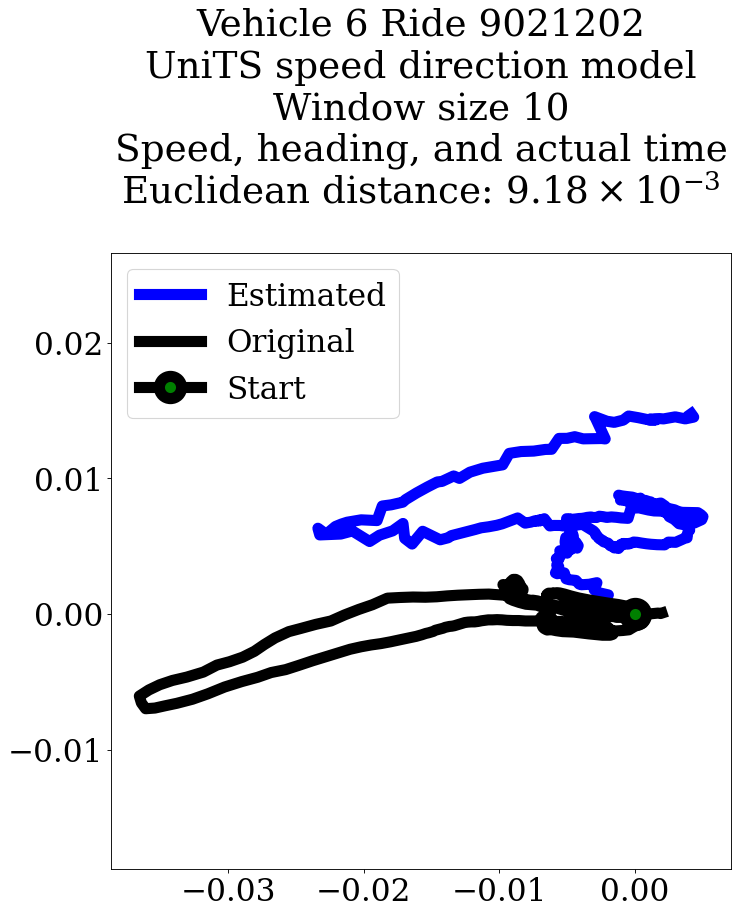 Vehicle 6 Ride 9021202
UniTS speed direction model
Window size 10
Speed, heading, and actual time
Euclidean distance: 9.18 × 10⁻³
Estimated
Original
Start
0.02
0.01
0.00
−0.01
−0.03
−0.02
−0.01
0.00